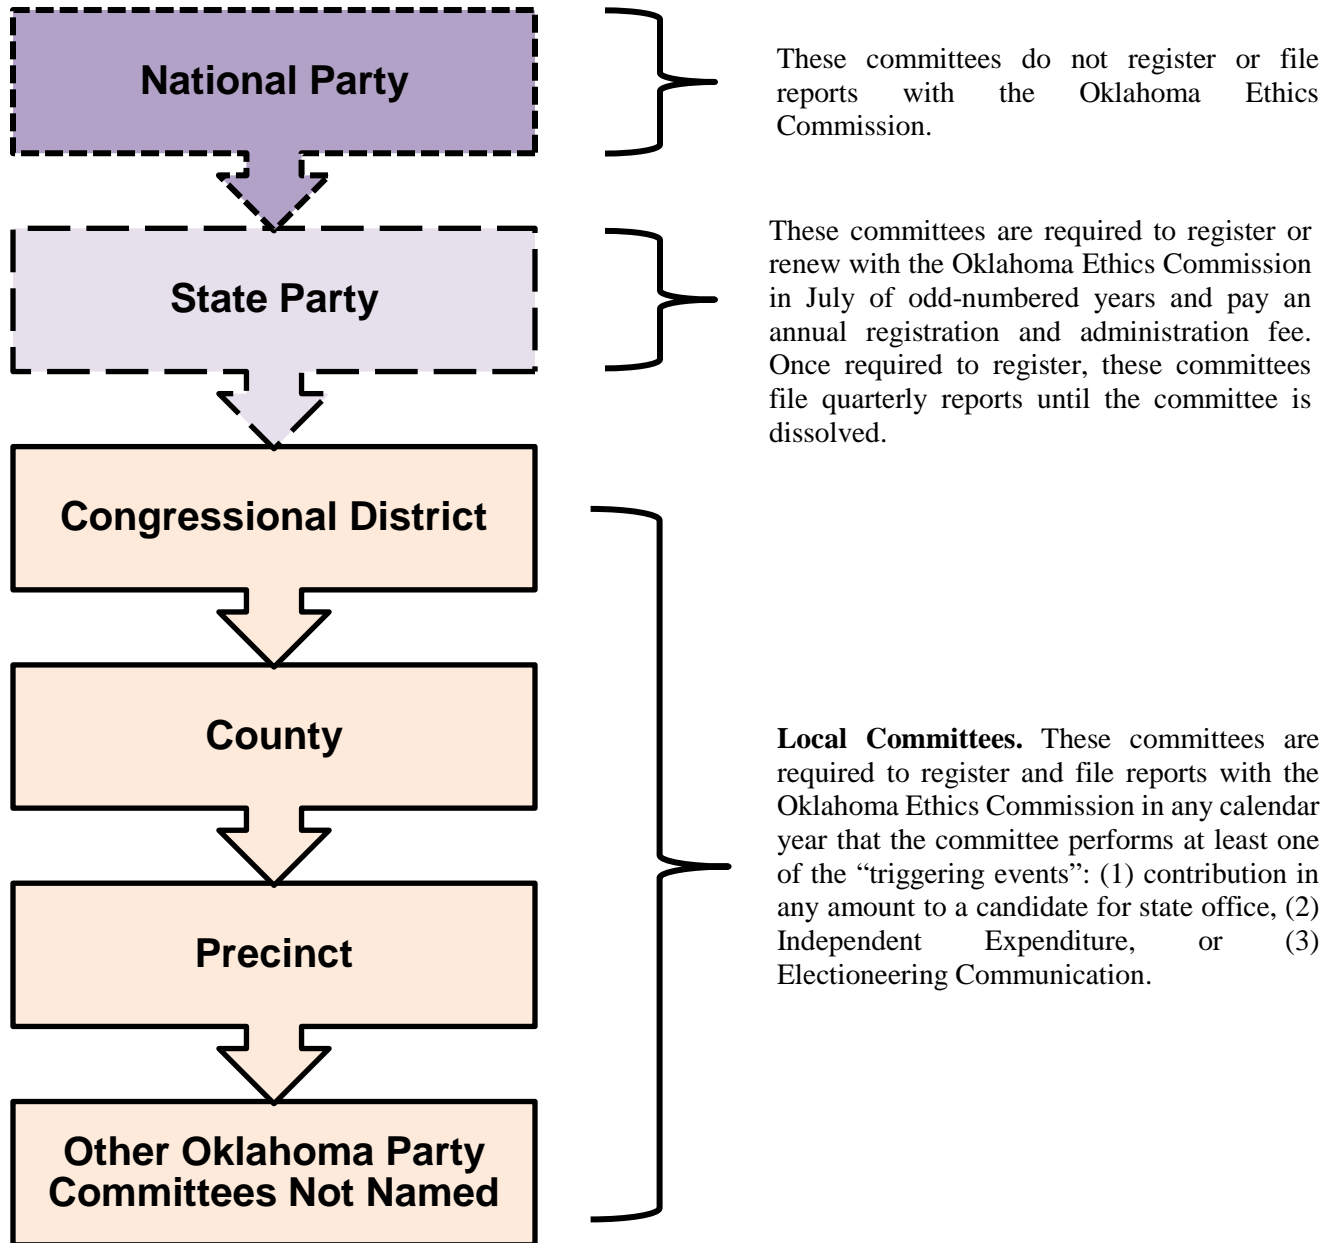 National Party
These committees do not register or file
reports with the Oklahoma Ethics
Commission.
State Party
These committees are required to register or
renew with the Oklahoma Ethics Commission
in July of odd-numbered years and pay an
annual registration and administration fee.
Once required to register, these committees
file quarterly reports until the committee is
dissolved.
Congressional District
County
Precinct
Other Oklahoma Party
Committees Not Named
Local Committees. These committees are
required to register and file reports with the
Oklahoma Ethics Commission in any calendar
year that the committee performs at least one
of the “triggering events”: (1) contribution in
any amount to a candidate for state office, (2)
Independent Expenditure, or (3)
Electioneering Communication.